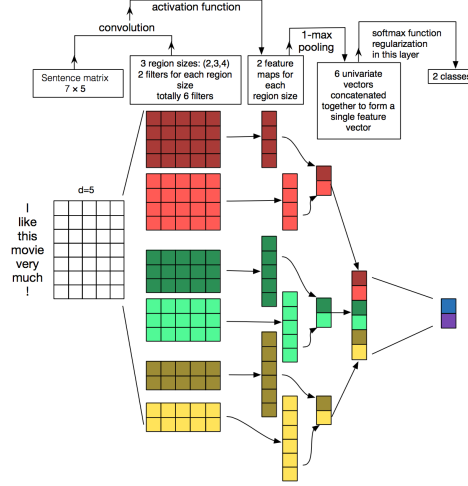 activation function
convolution
1-max
pooling
softmax function
regularization
in this layer
Sentence matrix
7 × 5
3 region sizes: (2,3,4)
2 filters for each region
size
totally 6 filters
2 feature
maps for
each
region size
6 univariate
vectors
concatenated
together to form a
single feature
vector
2 classes
d=5
I
like
this
movie
very
much
!